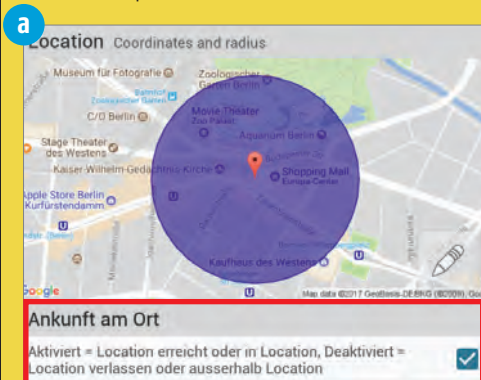 a
Location Coordinates and radius
Museum für Fotografie
Zoologischer
Garten Berlin
Bahnhof
Zoologischer Garten
C/O Berlin
Movie Theater
Zoo Palast
Aquarium Berlin
Stage Theater
des Westens
Kaiser-Wilhelm-Gedächtnis-Kirche
Shopping Mall
Europa-Center
Apple Store Berlin
Kurfürstendamm
U
U
U
U
Kaufhaus des Westens
Google
Map data ©2017 GeoBasis-DE/BKG (©2009), Goo
Ankunft am Ort
Aktiviert = Location erreicht oder in Location, Deaktiviert =
Location verlassen oder ausserhalb Location